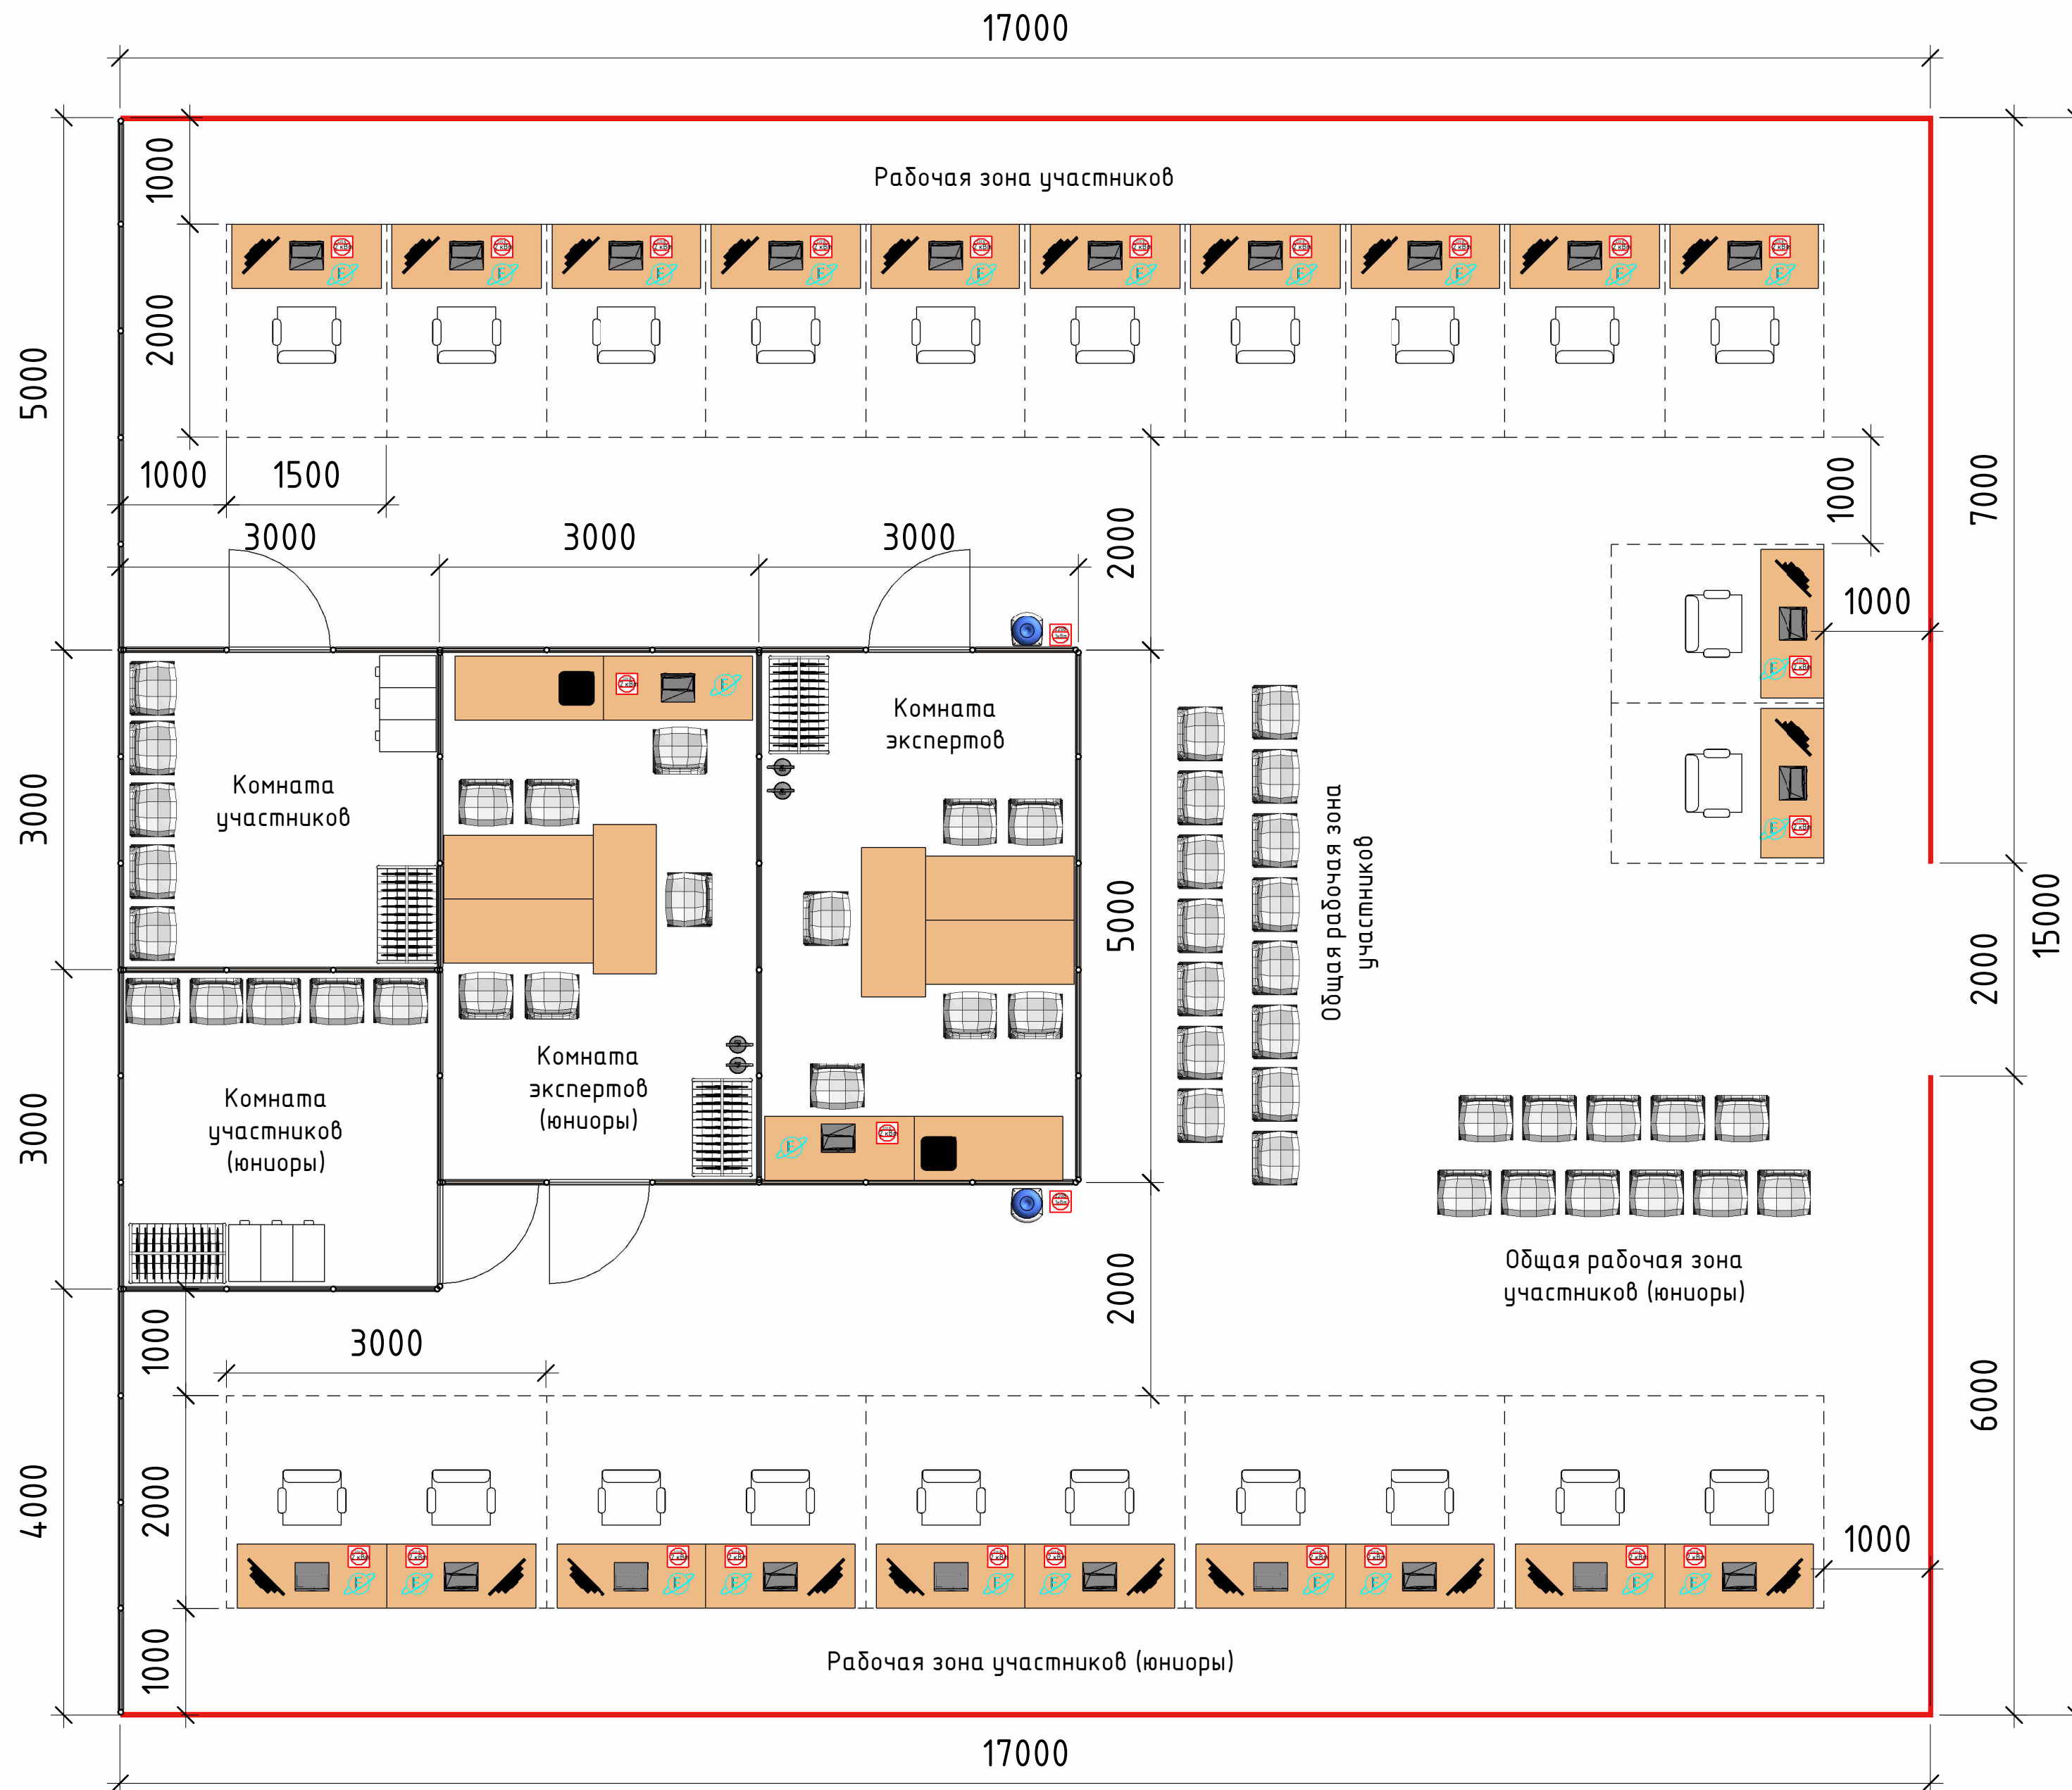 17000
1000
Рабочая зона участников
2000
5000
1000
1500
3000
3000
3000
2000
1000
7000
1000
Комната
участников
Комната
экспертов
3000
5000
Общая рабочая зона
участников
2000
15000
Комната
экспертов
(юниоры)
Комната
участников
(юниоры)
3000
Общая рабочая зона
участников (юниоры)
1000
3000
2000
6000
4000
2000
1000
1000
Рабочая зона участников (юниоры)
17000